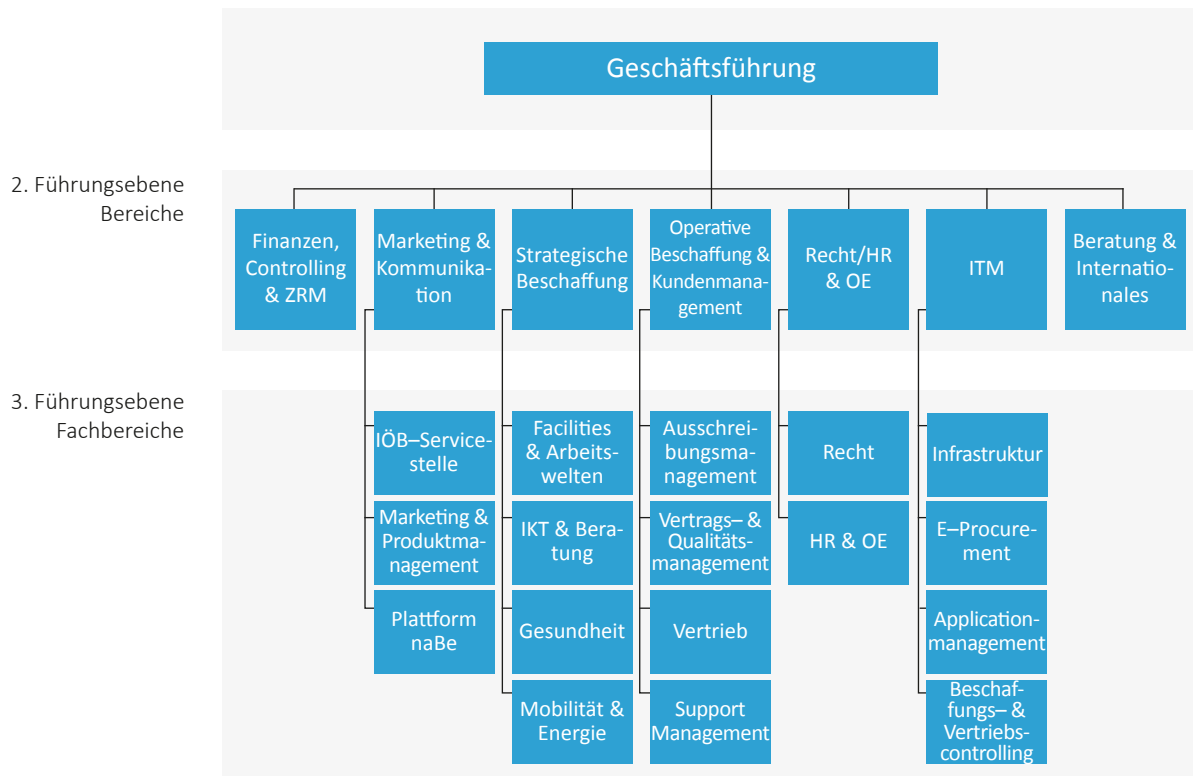 Geschäftsführung
2. Führungsebene
Bereiche
Finanzen,
Controlling
& ZRM
Marketing &
Kommunika-
tion
Strategische
Beschaffung
Operative
Beschaffung &
Kundenmana-
gement
Recht/HR
& OE
ITM
Beratung &
Internatio-
nales
3. Führungsebene
Fachbereiche
IÖB–Service-
stelle
Marketing &
Produktma-
nagement
Plattform
naBe
Facilities
& Arbeits-
welten
IKT & Bera-
tung
Gesundheit
Mobilität &
Energie
Ausschrei-
bungsma-
nagement
Vertrags– &
Qualitäts-
management
Vertrieb
Support
Management
Recht
HR & OE
Infrastruktur
E–Procure-
ment
Application-
management
Beschaf-
fungs– &
Vertriebs-
controlling